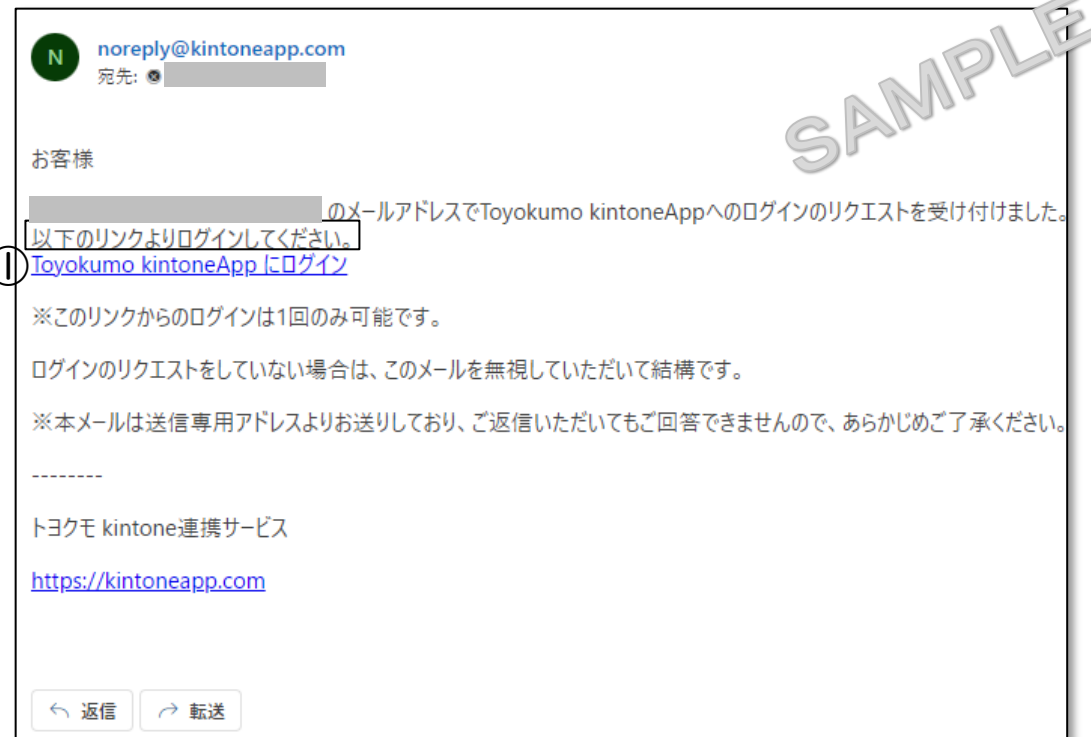 SAMPLE
N
noreply@kintoneapp.com
宛先:
お客様
のメールアドレスでToyokumo kintoneAppへのログインのリクエストを受け付けました。
以下のリンクよりログインしてください。
①
Toyokumo kintoneApp にログイン
※このリンクからのログインは1回のみ可能です。
ログインのリクエストをしていない場合は、このメールを無視していただいて結構です。
※本メールは送信専用アドレスよりお送りしており、ご返信いただいてもご回答できませんので、あらかじめご了承ください。
--------
トヨクモ kintone連携サービス
https://kintoneapp.com
返信
転送